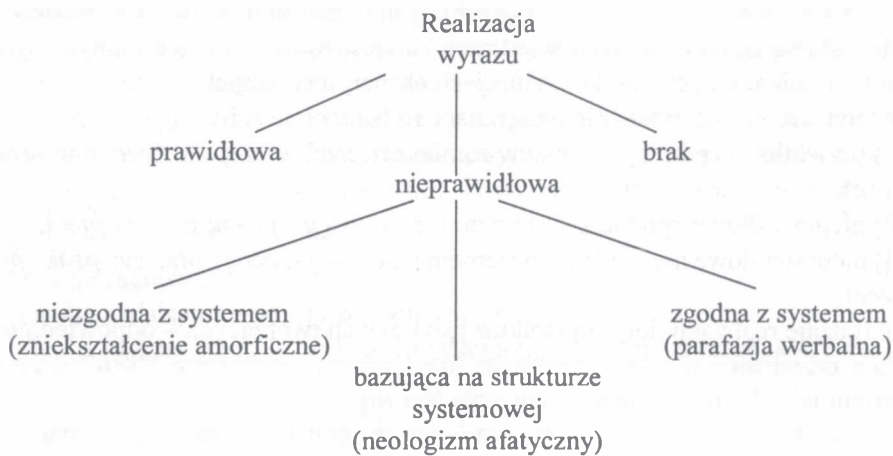 Realizacja
wyrazu
prawidłowa
brak
nieprawidłowa
niezgodna z systemem
(zniekształcenie amorficzne)
zgodna z systemem
(parafazja werbalna)
bazująca na strukturze
systemowej
(neologizm afatyczny)